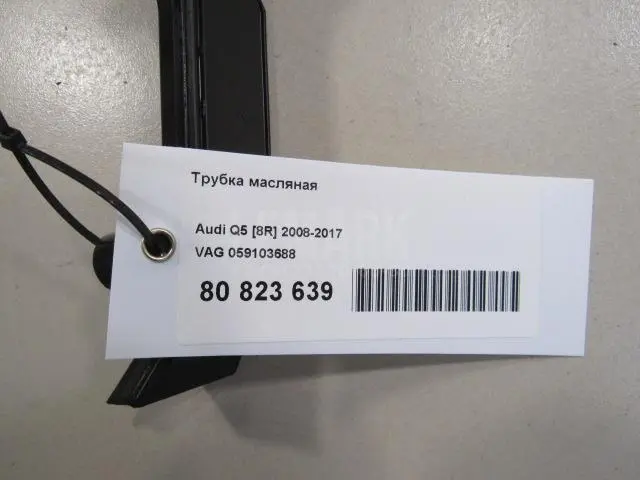 Трубка масляная
Audi Q5 [8R] 2008-2017
VAG 059103688
80 823 639